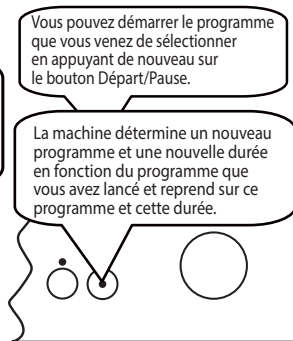 Vous pouvez démarrer le programme
que vous venez de sélectionner
en appuyant de nouveau sur
le bouton Départ/Pause.
La machine détermine un nouveau
programme et une nouvelle durée
en fonction du programme que
vous avez lancé et reprend sur ce
programme et cette durée.